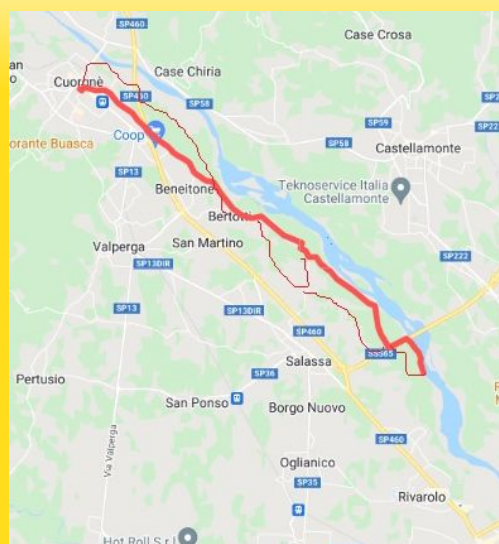 SP460
Case Crosa
an
o
Cuorgnè
Case Chiria
SP460
SP58
SP59
SP2
SP22
Coop
SP58
Castellamonte
orante Buasca
SP13
Beneitone
Teknoservice Italia
Castellamonte
Bertotti
Valperga
San Martino
SP222
SP13DIR
SP13
SP13DIR
SP460
SS565
Salassa
SP36
Pertusio
San Ponso
Borgo Nuovo
Via Valperga
SP460
Oglianico
SP35
Rivarolo
Hot Roll S.r.l